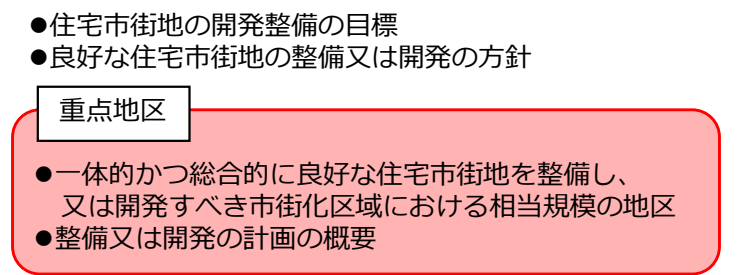 ●住宅市街地の開発整備の目標
●良好な住宅市街地の整備又は開発の方針
重点地区
●一体的かつ総合的に良好な住宅市街地を整備し、
又は開発すべき市街化区域における相当規模の地区
●整備又は開発の計画の概要